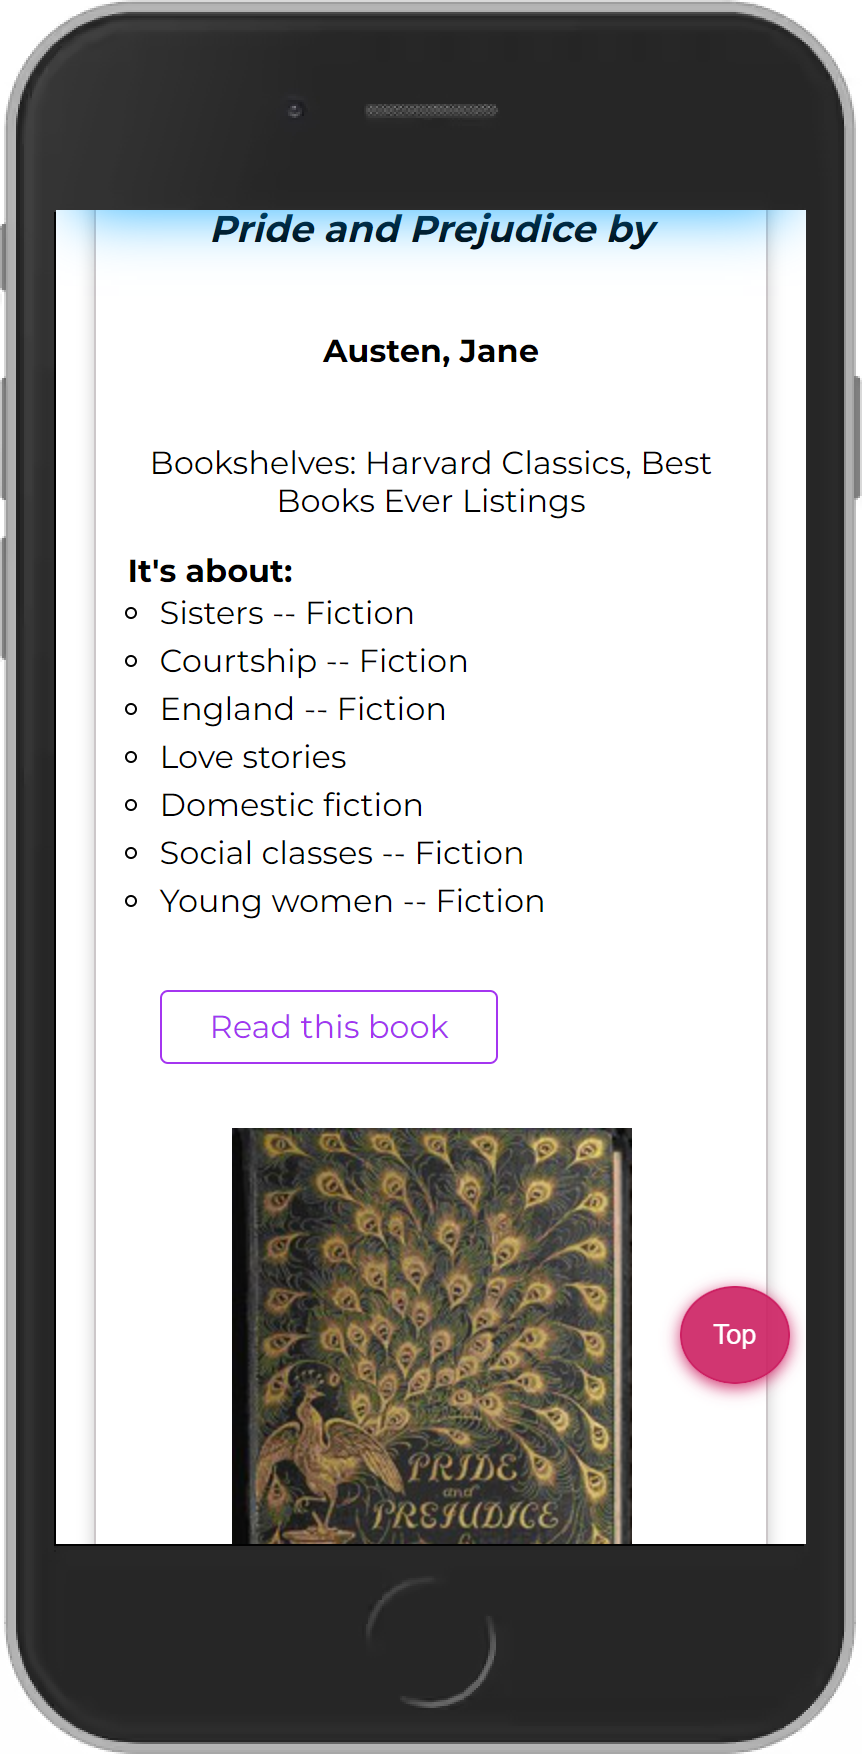 Pride and Prejudice by
Austen, Jane
Bookshelves: Harvard Classics, Best
Books Ever Listings
It's about:
Sisters -- Fiction
Courtship -- Fiction
England -- Fiction
Love stories
Domestic fiction
Social classes -- Fiction
Young women -- Fiction
Read this book
Top
PRIDE
and
PREJUDICE